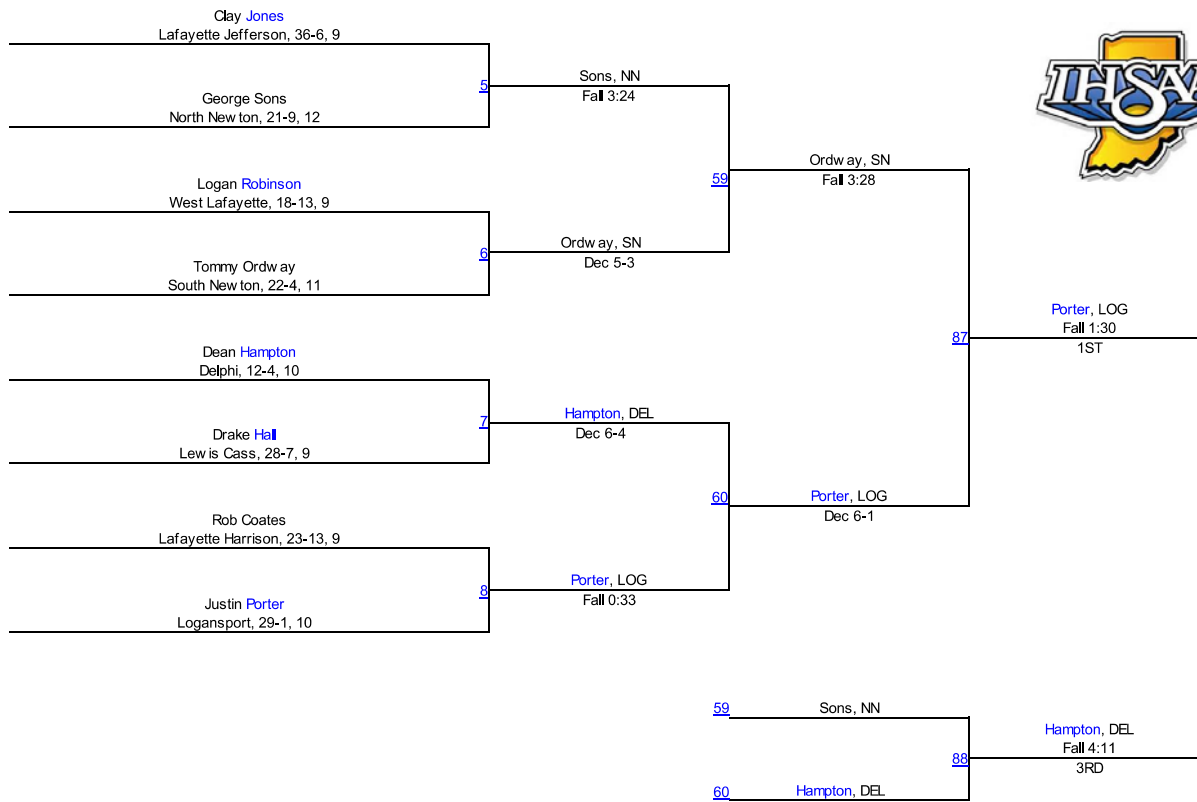 Clay Jones
Lafayette Jefferson, 36-6, 9
5
George Sons
North Newton, 21-9, 12
Sons, NN
Fall 3:24
59
Logan Robinson
West Lafayette, 18-13, 9
6
Tommy Ordway
South Newton, 22-4, 11
Ordway, SN
Dec 5-3
Ordway, SN
Fall 3:28
87
Dean Hampton
Delphi, 12-4, 10
7
Drake Hall
Lewis Cass, 28-7, 9
Hampton, DEL
Dec 6-4
60
Rob Coates
Lafayette Harrison, 23-13, 9
8
Justin Porter
Logansport, 29-1, 10
Porter, LOG
Fall 0:33
Porter, LOG
Dec 6-1
Porter, LOG
Fall 1:30
1ST
IHSAA
59
Sons, NN
88
60
Hampton, DEL
Hampton, DEL
Fall 4:11
3RD